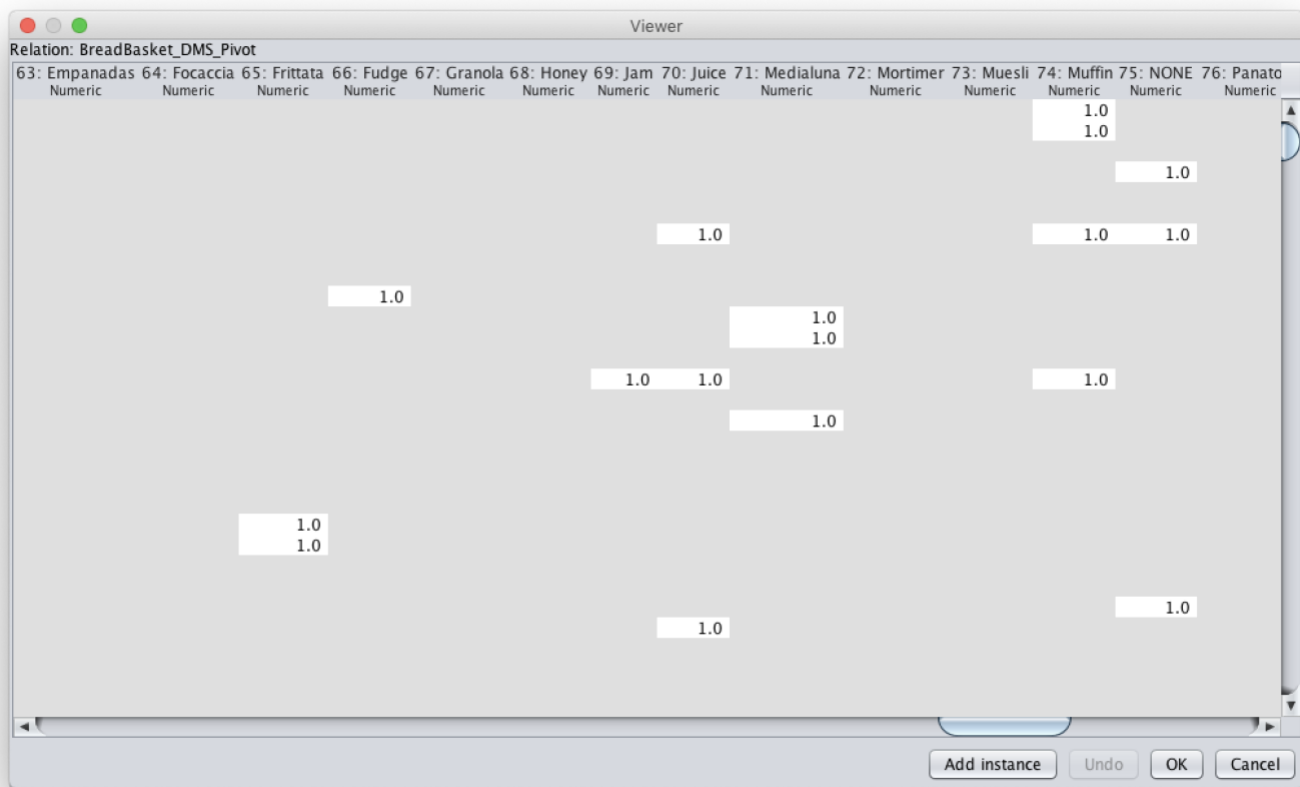 Viewer
Relation: BreadBasket_DMS_Pivot
63: Empanadas 64: Focaccia 65: Frittata 66: Fudge 67: Granola 68: Honey 69: Jam 70: Juice 71: Medialuna 72: Mortimer 73: Muesli 74: Muffin 75: NONE 76: Panato
Numeric Numeric Numeric Numeric Numeric Numeric Numeric Numeric Numeric Numeric Numeric Numeric Numeric Numeric
1.0
1.0
1.0
1.0 1.0 1.0
1.0
1.0
1.0
1.0 1.0 1.0
1.0
1.0
1.0
1.0
1.0
Add instance Undo OK Cancel